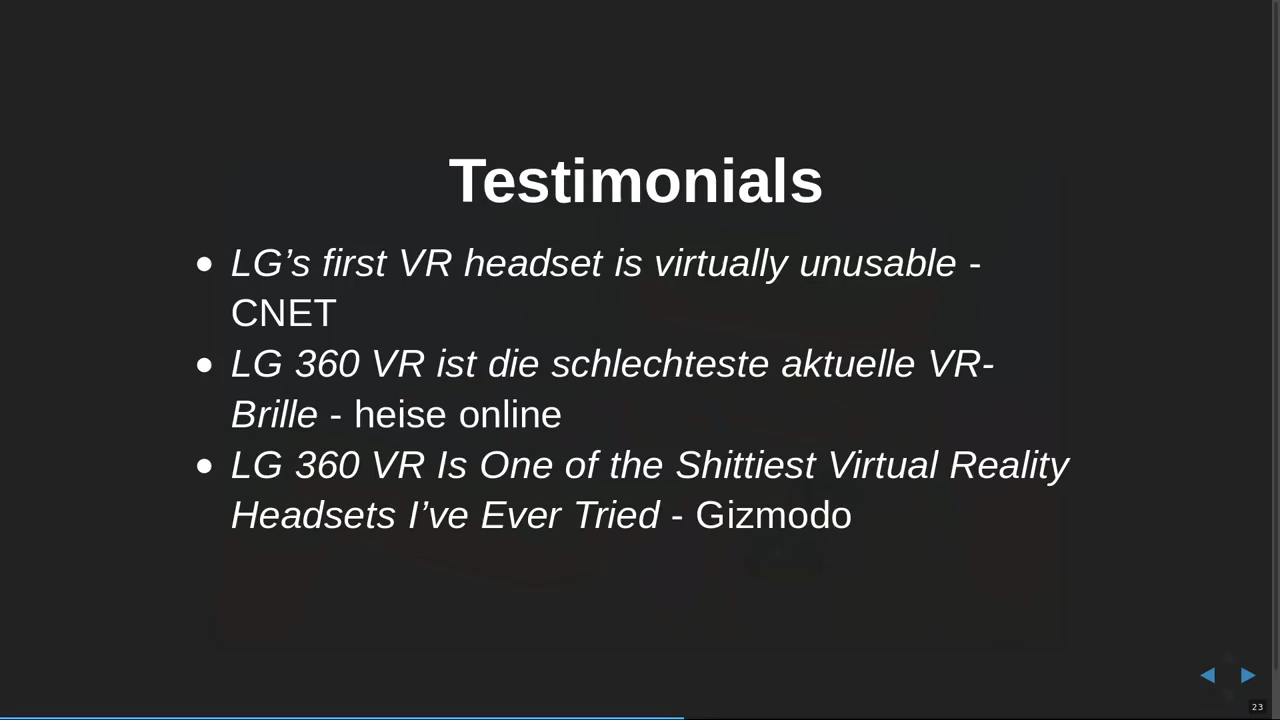 Testimonials
• LG’s first VR headset is virtually unusable -
CNET
• LG 360 VR ist die schlechteste aktuelle VR-
Brille - heise online
• LG 360 VR Is One of the Shittiest Virtual Reality
Headsets I’ve Ever Tried - Gizmodo
23